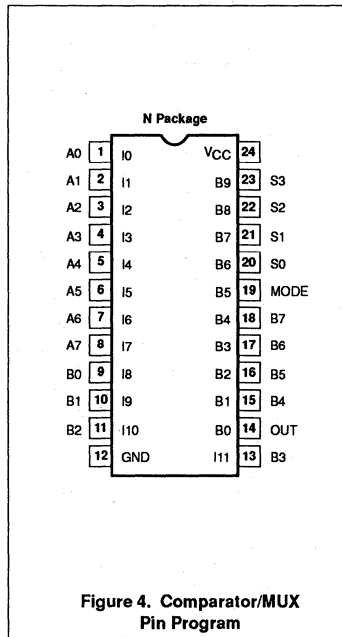 N Package
A0 1 I0 VCC 24
A1 2 I1 B9 23 S3
A2 3 I2 B8 22 S2
A3 4 I3 B7 21 S1
A4 5 I4 B6 20 S0
A5 6 I5 B5 19 MODE
A6 7 I6 B4 18 B7
A7 8 I7 B3 17 B6
B0 9 I8 B2 16 B5
B1 10 I9 B1 15 B4
B2 11 I10 B0 14 OUT
12 GND I11 13 B3
Figure 4. Comparator/MUX
Pin Program